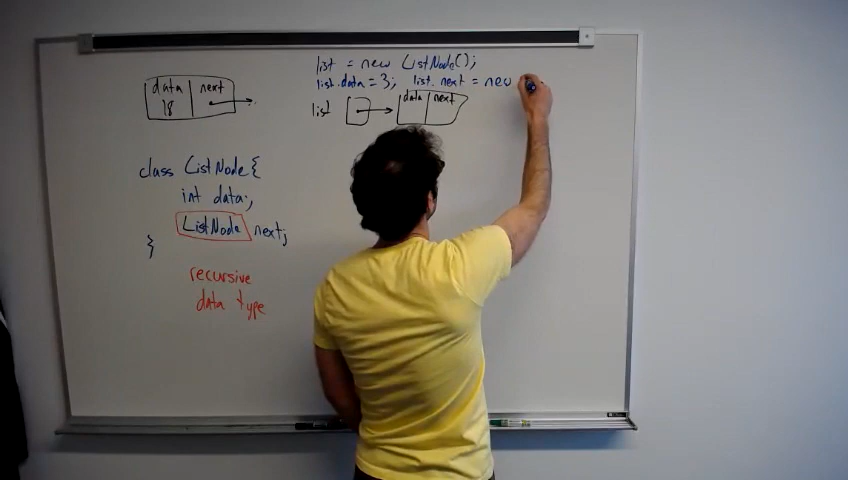 list = new ListNode();
list.data = 3; list.next = new
data next
18
list data next
class ListNode {
int data;
ListNode next;
}
recursive
data type